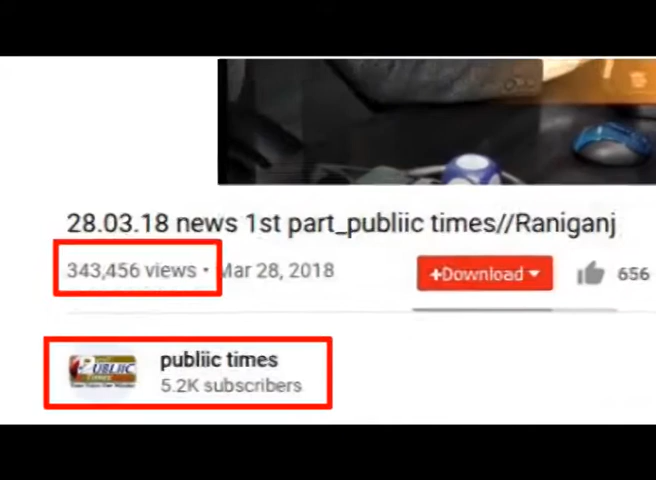 28.03.18 news 1st part_publiic times//Raniganj
343,456 views · Mar 28, 2018
+Download
656
PUBLIIC
publiic times
5.2K subscribers